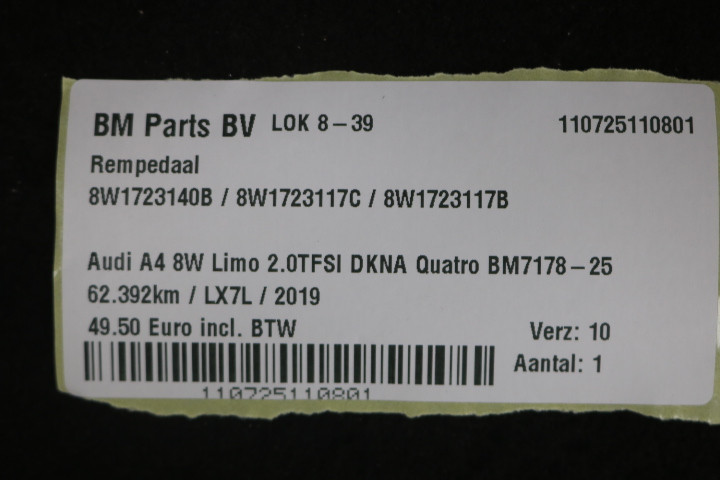 BM Parts BV LOK 8-39 110725110801
Rempedaal
8W1723140B / 8W1723117C / 8W1723117B
Audi A4 8W Limo 2.0TFSI DKNA Quatro BM7178-25
62.392km / LX7L / 2019
49.50 Euro incl. BTW Verz: 10
Aantal: 1
110725110801